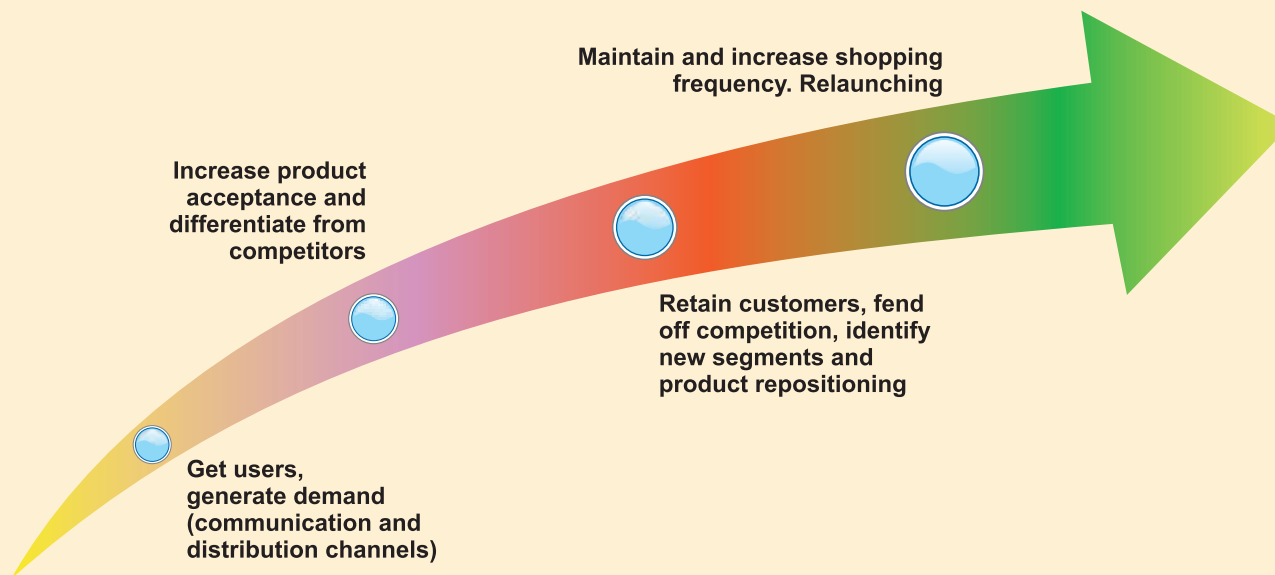 Maintain and increase shopping
frequency. Relaunching
Increase product
acceptance and
differentiate from
competitors
Retain customers, fend
off competition, identify
new segments and
product repositioning
Get users,
generate demand
(communication and
distribution channels)